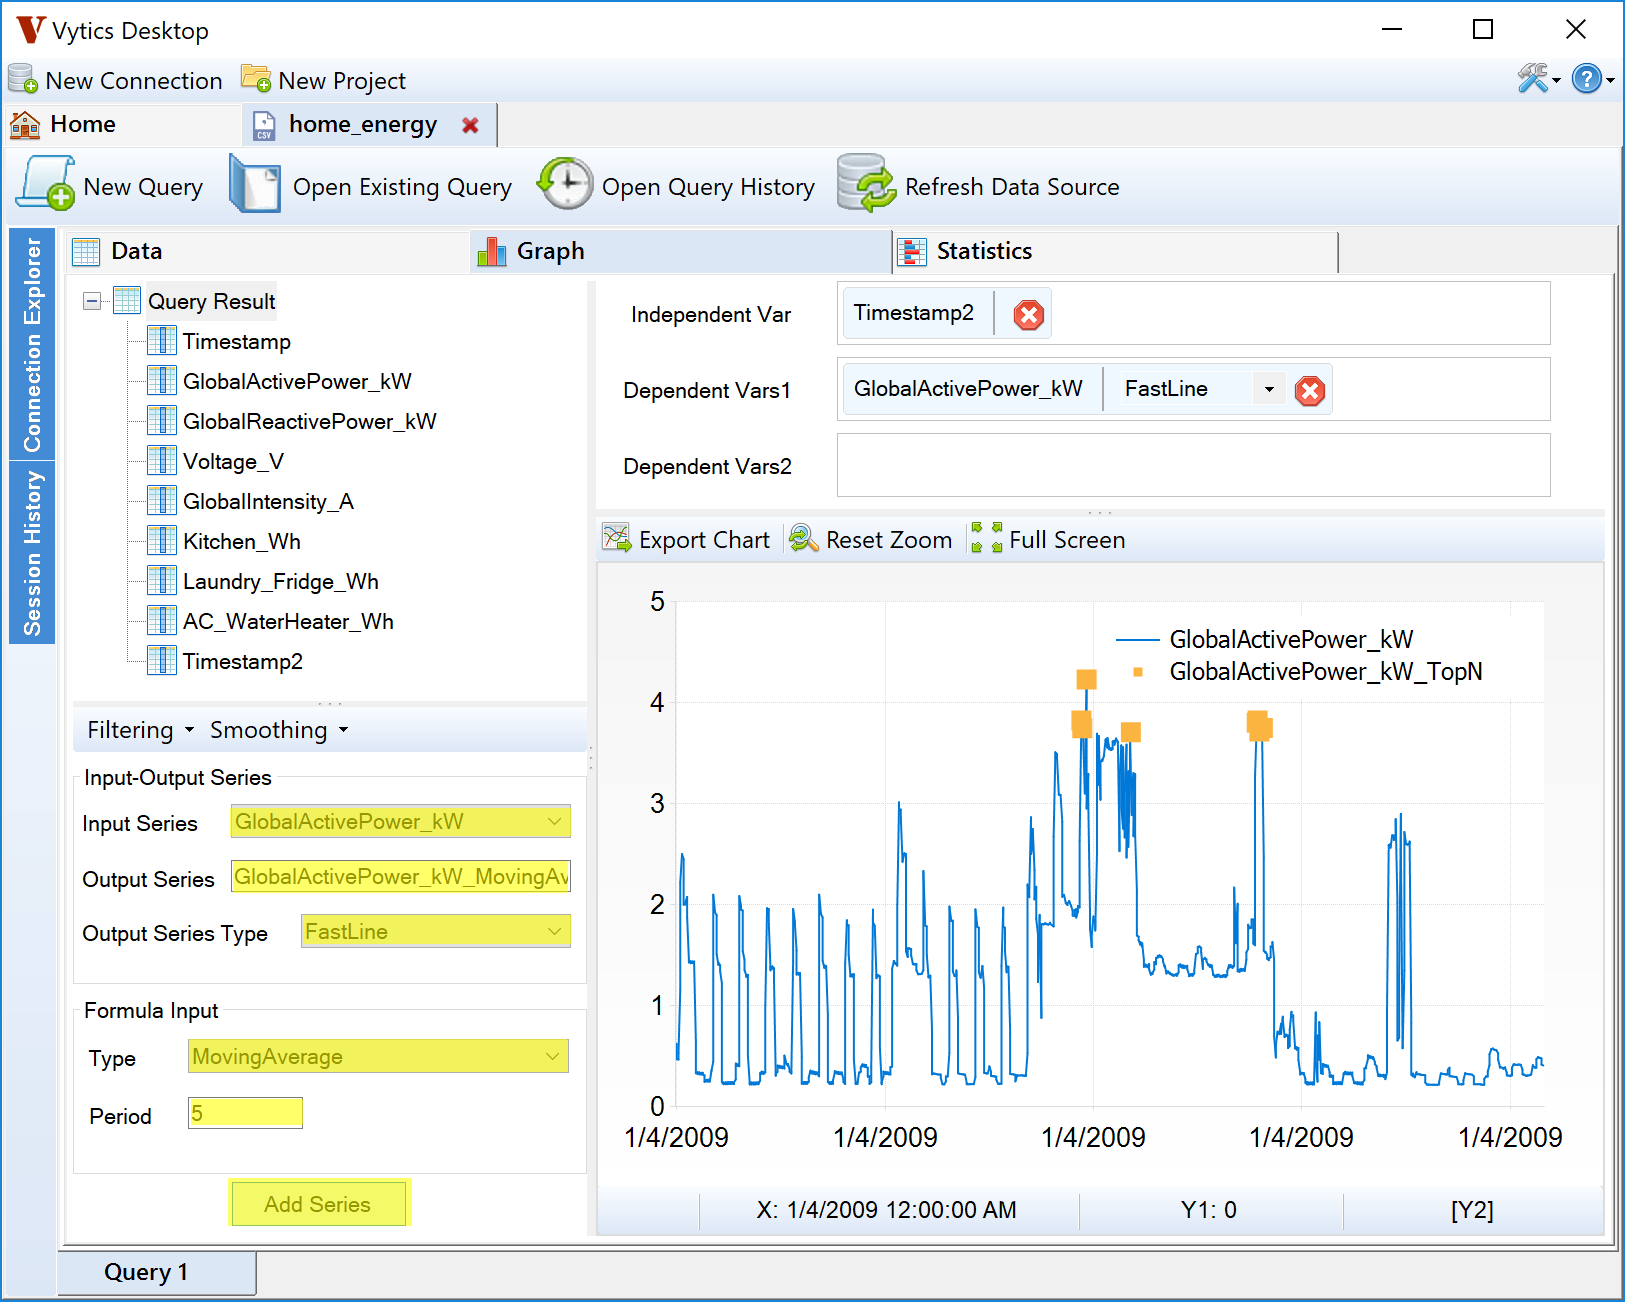 Vytics Desktop
New Connection New Project
Home home_energy
CSV
New Query Open Existing Query Open Query History Refresh Data Source
Connection Explorer
Session History
Data Graph Statistics
Query Result
Timestamp
GlobalActivePower_kW
GlobalReactivePower_kW
Voltage_V
GlobalIntensity_A
Kitchen_Wh
Laundry_Fridge_Wh
AC_WaterHeater_Wh
Timestamp2
Filtering Smoothing
Input-Output Series
Input Series GlobalActivePower_kW
Output Series GlobalActivePower_kW_MovingAv
Output Series Type FastLine
Formula Input
Type MovingAverage
Period 5
Add Series
Independent Var Timestamp2
Dependent Vars1 GlobalActivePower_kW FastLine
Dependent Vars2
Export Chart Reset Zoom Full Screen
GlobalActivePower_kW
GlobalActivePower_kW_TopN
5
4
3
2
1
0
1/4/2009 1/4/2009 1/4/2009 1/4/2009 1/4/2009
X: 1/4/2009 12:00:00 AM Y1: 0 [Y2]
Query 1